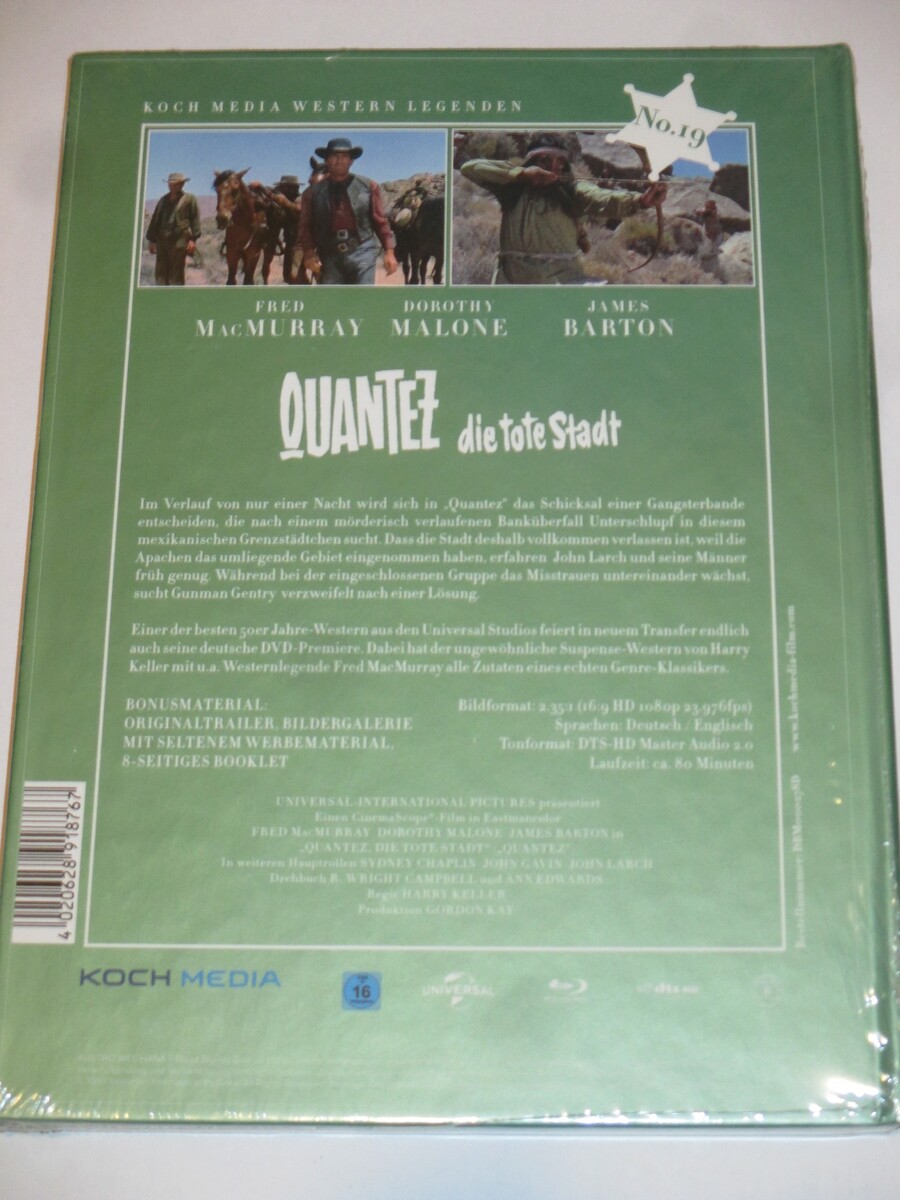 KOCH MEDIA WESTERN LEGENDEN
No.19
FRED MACMURRAY
DOROTHY MALONE
JAMES BARTON
QUANTEZ die tote Stadt
Im Verlauf von nur einer Nacht wird sich in „Quantez“ das Schicksal einer Gangsterbande
entscheiden, die nach einem mörderisch verlaufenen Banküberfall Unterschlupf in diesem
mexikanischen Grenzstädtchen sucht. Dass die Stadt deshalb vollkommen verlassen ist, weil die
Apachen das umliegende Gebiet eingenommen haben, erfahren John Larch und seine Männer
früh genug. Während bei der eingeschlossenen Gruppe das Misstrauen untereinander wächst,
sucht Gunman Gentry verzweifelt nach einer Lösung.
Einer der besten 50er Jahre-Western aus den Universal Studios feiert in neuem Transfer endlich
auch seine deutsche DVD-Premiere. Dabei hat der ungewöhnliche Suspense-Western von Harry
Keller mit u.a. Westernlegende Fred MacMurray alle Zutaten eines echten Genre-Klassikers.
BONUSMATERIAL:
ORIGINALTRAILER, BILDERGALERIE
MIT SELTENEM WERBEMATERIAL,
8-SEITIGES BOOKLET
Bildformat: 2.35:1 (16:9 HD 1080p 23.976fps)
Sprachen: Deutsch / Englisch
Tonformat: DTS-HD Master Audio 2.0
Laufzeit: ca. 80 Minuten
UNIVERSAL-INTERNATIONAL PICTURES präsentiert
Einen CinemaScope®-Film in Eastmancolor
FRED MACMURRAY DOROTHY MALONE JAMES BARTON in
„QUANTEZ, DIE TOTE STADT“ „QUANTEZ“
In weiteren Hauptrollen SYDNEY CHAPLIN JOHN GAVIN JOHN LARCH
Drehbuch R. WRIGHT CAMPBELL und ANN EDWARDS
Regie HARRY KELLER
Produktion GORDON KAY
www.kochmedia-film.com
4 020628 918767
KOCH MEDIA
16
UNIVERSAL
dts-HD